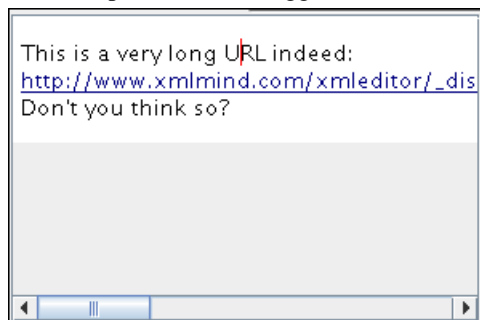 This is a very long URL indeed:
http://www.xmlmind.com/xmleditor/_dis
Don't you think so?